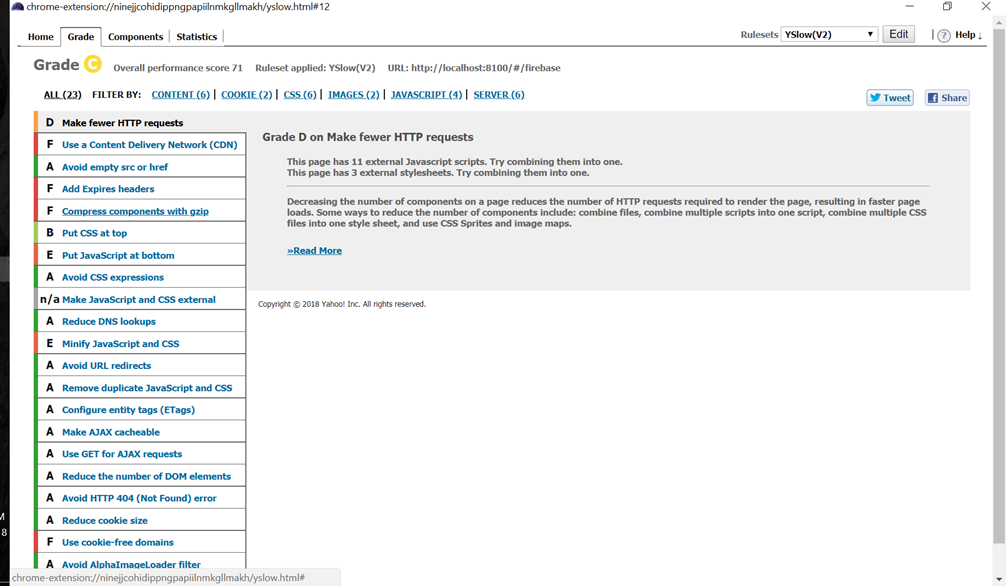 chrome-extension://ninejjcohidippngpapiilnmkgllmakh/yslow.html#12
Home Grade Components Statistics
Rulesets YSlow(V2) Edit ? Help ↓
Grade C Overall performance score 71 Ruleset applied: YSlow(V2) URL: http://localhost:8100/#/firebase
ALL (23) FILTER BY: CONTENT (6) | COOKIE (2) | CSS (6) | IMAGES (2) | JAVASCRIPT (4) | SERVER (6)
Tweet Share
D Make fewer HTTP requests
F Use a Content Delivery Network (CDN)
A Avoid empty src or href
F Add Expires headers
F Compress components with gzip
B Put CSS at top
E Put JavaScript at bottom
A Avoid CSS expressions
n/a Make JavaScript and CSS external
A Reduce DNS lookups
E Minify JavaScript and CSS
A Avoid URL redirects
A Remove duplicate JavaScript and CSS
A Configure entity tags (ETags)
A Make AJAX cacheable
A Use GET for AJAX requests
A Reduce the number of DOM elements
A Avoid HTTP 404 (Not Found) error
A Reduce cookie size
F Use cookie-free domains
A Avoid AlphaImageLoader filter
Grade D on Make fewer HTTP requests
This page has 11 external Javascript scripts. Try combining them into one.
This page has 3 external stylesheets. Try combining them into one.
Decreasing the number of components on a page reduces the number of HTTP requests required to render the page, resulting in faster page
loads. Some ways to reduce the number of components include: combine files, combine multiple scripts into one script, combine multiple CSS
files into one style sheet, and use CSS Sprites and image maps.
»Read More
Copyright © 2018 Yahoo! Inc. All rights reserved.
M
8
chrome-extension://ninejjcohidippngpapiilnmkgllmakh/yslow.html#